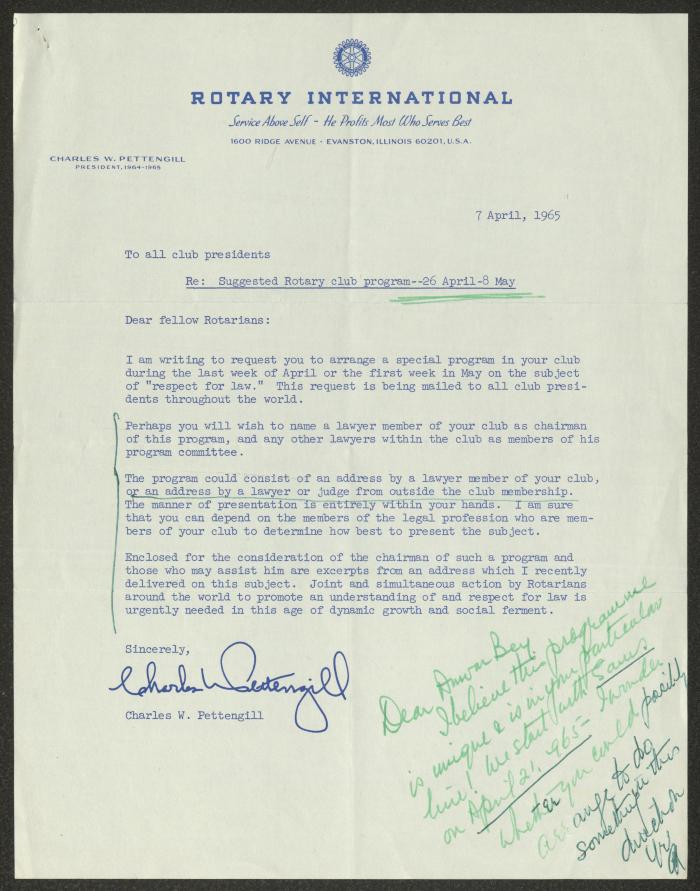 ROTARY INTERNATIONAL
Service Above Self - He Profits Most Who Serves Best
1600 RIDGE AVENUE · EVANSTON, ILLINOIS 60201, U.S.A.
CHARLES W. PETTENGILL
PRESIDENT, 1964-1965
7 April, 1965
To all club presidents
Re: Suggested Rotary club program--26 April-8 May
Dear fellow Rotarians:
I am writing to request you to arrange a special program in your club
during the last week of April or the first week in May on the subject
of "respect for law." This request is being mailed to all club presi-
dents throughout the world.
Perhaps you will wish to name a lawyer member of your club as chairman
of this program, and any other lawyers within the club as members of his
program committee.
The program could consist of an address by a lawyer member of your club,
or an address by a lawyer or judge from outside the club membership.
The manner of presentation is entirely within your hands. I am sure
that you can depend on the members of the legal profession who are mem-
bers of your club to determine how best to present the subject.
Enclosed for the consideration of the chairman of such a program and
those who may assist him are excerpts from an address which I recently
delivered on this subject. Joint and simultaneous action by Rotarians
around the world to promote an understanding of and respect for law is
urgently needed in this age of dynamic growth and social ferment.
Sincerely,
Charles W Pettengill
Charles W. Pettengill
Dear Anwar Bey
I believe this programme
is unique & is in your particular
line! We start with
on April 21, 965- I wonder
whether you could possibly
arrange to do
something in this
direction